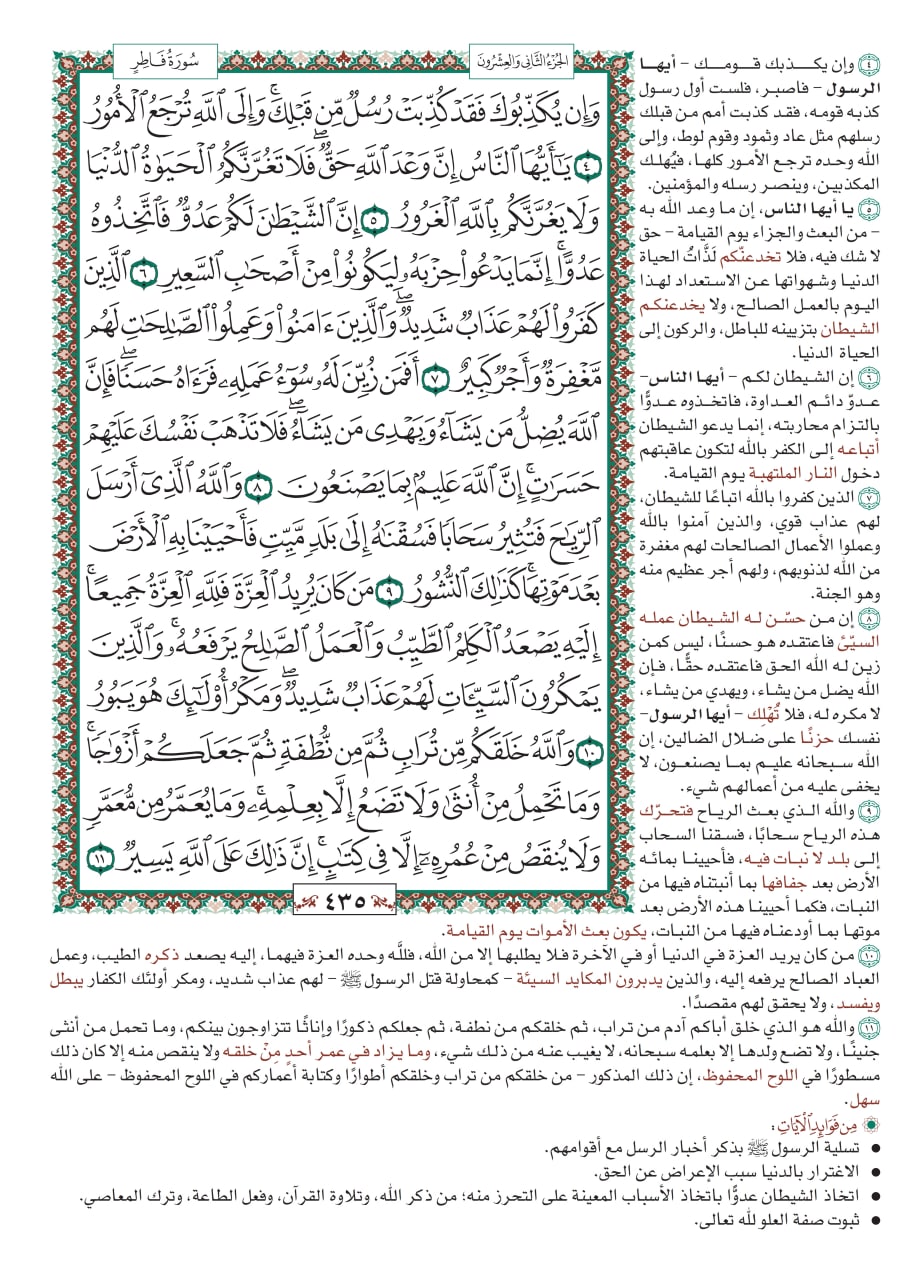 سُورَةُ فَاطِرٍ
الجُزْءُ الثَّانِي وَالعِشْرُونَ
وَإِن يُكَذِّبُوكَ فَقَدْ كُذِّبَتْ رُسُلٌ مِّن قَبْلِكَۚ وَإِلَى ٱللَّهِ تُرْجَعُ ٱلْأُمُورُ
٤ يَٰٓأَيُّهَا ٱلنَّاسُ إِنَّ وَعْدَ ٱللَّهِ حَقٌّۖ فَلَا تَغُرَّنَّكُمُ ٱلْحَيَوٰةُ ٱلدُّنْيَا
وَلَا يَغُرَّنَّكُم بِٱللَّهِ ٱلْغَرُورُ ٥ إِنَّ ٱلشَّيْطَٰنَ لَكُمْ عَدُوٌّ فَٱتَّخِذُوهُ
عَدُوًّاۚ إِنَّمَا يَدْعُوا۟ حِزْبَهُۥ لِيَكُونُوا۟ مِنْ أَصْحَٰبِ ٱلسَّعِيرِ ٦ ٱلَّذِينَ
كَفَرُوا۟ لَهُمْ عَذَابٌ شَدِيدٌۖ وَٱلَّذِينَ ءَامَنُوا۟ وَعَمِلُوا۟ ٱلصَّٰلِحَٰتِ لَهُم
مَّغْفِرَةٌ وَأَجْرٌ كَبِيرٌ ٧ أَفَمَن زُيِّنَ لَهُۥ سُوٓءُ عَمَلِهِۦ فَرَءَاهُ حَسَنًاۖ فَإِنَّ
ٱللَّهَ يُضِلُّ مَن يَشَآءُ وَيَهْدِى مَن يَشَآءُۖ فَلَا تَذْهَبْ نَفْسُكَ عَلَيْهِمْ
حَسَرَٰتٍۚ إِنَّ ٱللَّهَ عَلِيمٌۢ بِمَا يَصْنَعُونَ ٨ وَٱللَّهُ ٱلَّذِىٓ أَرْسَلَ
ٱلرِّيَٰحَ فَتُثِيرُ سَحَابًا فَسُقْنَٰهُ إِلَىٰ بَلَدٍ مَّيِّتٍ فَأَحْيَيْنَا بِهِ ٱلْأَرْضَ
بَعْدَ مَوْتِهَاۚ كَذَٰلِكَ ٱلنُّشُورُ ٩ مَن كَانَ يُرِيدُ ٱلْعِزَّةَ فَلِلَّهِ ٱلْعِزَّةُ جَمِيعًاۚ
إِلَيْهِ يَصْعَدُ ٱلْكَلِمُ ٱلطَّيِّبُ وَٱلْعَمَلُ ٱلصَّٰلِحُ يَرْفَعُهُۥۚ وَٱلَّذِينَ
يَمْكُرُونَ ٱلسَّيِّـَٔاتِ لَهُمْ عَذَابٌ شَدِيدٌۖ وَمَكْرُ أُو۟لَٰٓئِكَ هُوَ يَبُورُ
١٠ وَٱللَّهُ خَلَقَكُم مِّن تُرَابٍ ثُمَّ مِن نُّطْفَةٍ ثُمَّ جَعَلَكُمْ أَزْوَٰجًاۚ
وَمَا تَحْمِلُ مِنْ أُنثَىٰ وَلَا تَضَعُ إِلَّا بِعِلْمِهِۦۚ وَمَا يُعَمَّرُ مِن مُّعَمَّرٍ
وَلَا يُنقَصُ مِنْ عُمُرِهِۦٓ إِلَّا فِى كِتَٰبٍۚ إِنَّ ذَٰلِكَ عَلَى ٱللَّهِ يَسِيرٌ ١١
٤٣٥
٤ وإن يكذبك قومك – أيها
الرسول – فاصبر، فلست أول رسول
كذبه قومه، فقد كذبت أمم من قبلك
رسلهم مثل عاد وثمود وقوم لوط، وإلى
الله وحده ترجع الأمور كلها، فيُهلك
المكذبين، وينصر رسله والمؤمنين.
٥ يا أيها الناس، إن ما وعد الله به
– من البعث والجزاء يوم القيامة – حق
لا شك فيه، فلا تخدعنّكم لذَّاتُ الحياة
الدنيا وشهواتها عن الاستعداد لهذا
اليوم بالعمل الصالح، ولا يخدعنكم
الشيطان بتزيينه للباطل، والركون إلى
الحياة الدنيا.
٦ إن الشيطان لكم – أيها الناس–
عدوّ دائم العداوة، فاتخذوه عدوًّا
بالتزام محاربته، إنما يدعو الشيطان
أتباعه إلى الكفر بالله لتكون عاقبتهم
دخول النار الملتهبة يوم القيامة.
٧ الذين كفروا بالله اتباعًا للشيطان،
لهم عذاب قوي، والذين آمنوا بالله
وعملوا الأعمال الصالحات لهم مغفرة
من الله لذنوبهم، ولهم أجر عظيم منه
وهو الجنة.
٨ إن من حسّن له الشيطان عمله
السيّئ فاعتقده هو حسنًا، ليس كمن
زين له الله الحق فاعتقده حقًّا، فإن
الله يضل من يشاء، ويهدي من يشاء،
لا مكره له، فلا تُهْلِك – أيها الرسول–
نفسك حزنًا على ضلال الضالين، إن
الله سبحانه عليم بما يصنعون، لا
يخفى عليه من أعمالهم شيء.
٩ والله الذي بعث الرياح فتحرّك
هذه الرياح سحابًا، فسقنا السحاب
إلى بلد لا نبات فيه، فأحيينا بمائه
الأرض بعد جفافها بما أنبتناه فيها من
النبات، فكما أحيينا هذه الأرض بعد
موتها بما أودعناه فيها من النبات، يكون بعث الأموات يوم القيامة.
١٠ من كان يريد العزة في الدنيا أو في الآخرة فلا يطلبها إلا من الله، فلله وحده العزة فيهما، إليه يصعد ذكره الطيب، وعمل
العباد الصالح يرفعه إليه، والذين يدبرون المكايد السيئة – كمحاولة قتل الرسول ﷺ – لهم عذاب شديد، ومكر أولئك الكفار يبطل
ويفسد، ولا يحقق لهم مقصدًا.
١١ والله هو الذي خلق أباكم آدم من تراب، ثم خلقكم من نطفة، ثم جعلكم ذكورًا وإناثًا تتزاوجون بينكم، وما تحمل من أنثى
جنينًا، ولا تضع ولدها إلا بعلمه سبحانه، لا يغيب عنه من ذلك شيء، وما يزاد في عمر أحدٍ مِنْ خلقه ولا ينقص منه إلا كان ذلك
مسطورًا في اللوح المحفوظ، إن ذلك المذكور – من خلقكم من تراب وخلقكم أطوارًا وكتابة أعماركم في اللوح المحفوظ – على الله
سهل.
مِن فَوَائِدِ ٱلْآيَاتِ:
• تسلية الرسول ﷺ بذكر أخبار الرسل مع أقوامهم.
• الاغترار بالدنيا سبب الإعراض عن الحق.
• اتخاذ الشيطان عدوًّا باتخاذ الأسباب المعينة على التحرز منه؛ من ذكر الله، وتلاوة القرآن، وفعل الطاعة، وترك المعاصي.
• ثبوت صفة العلو لله تعالى.